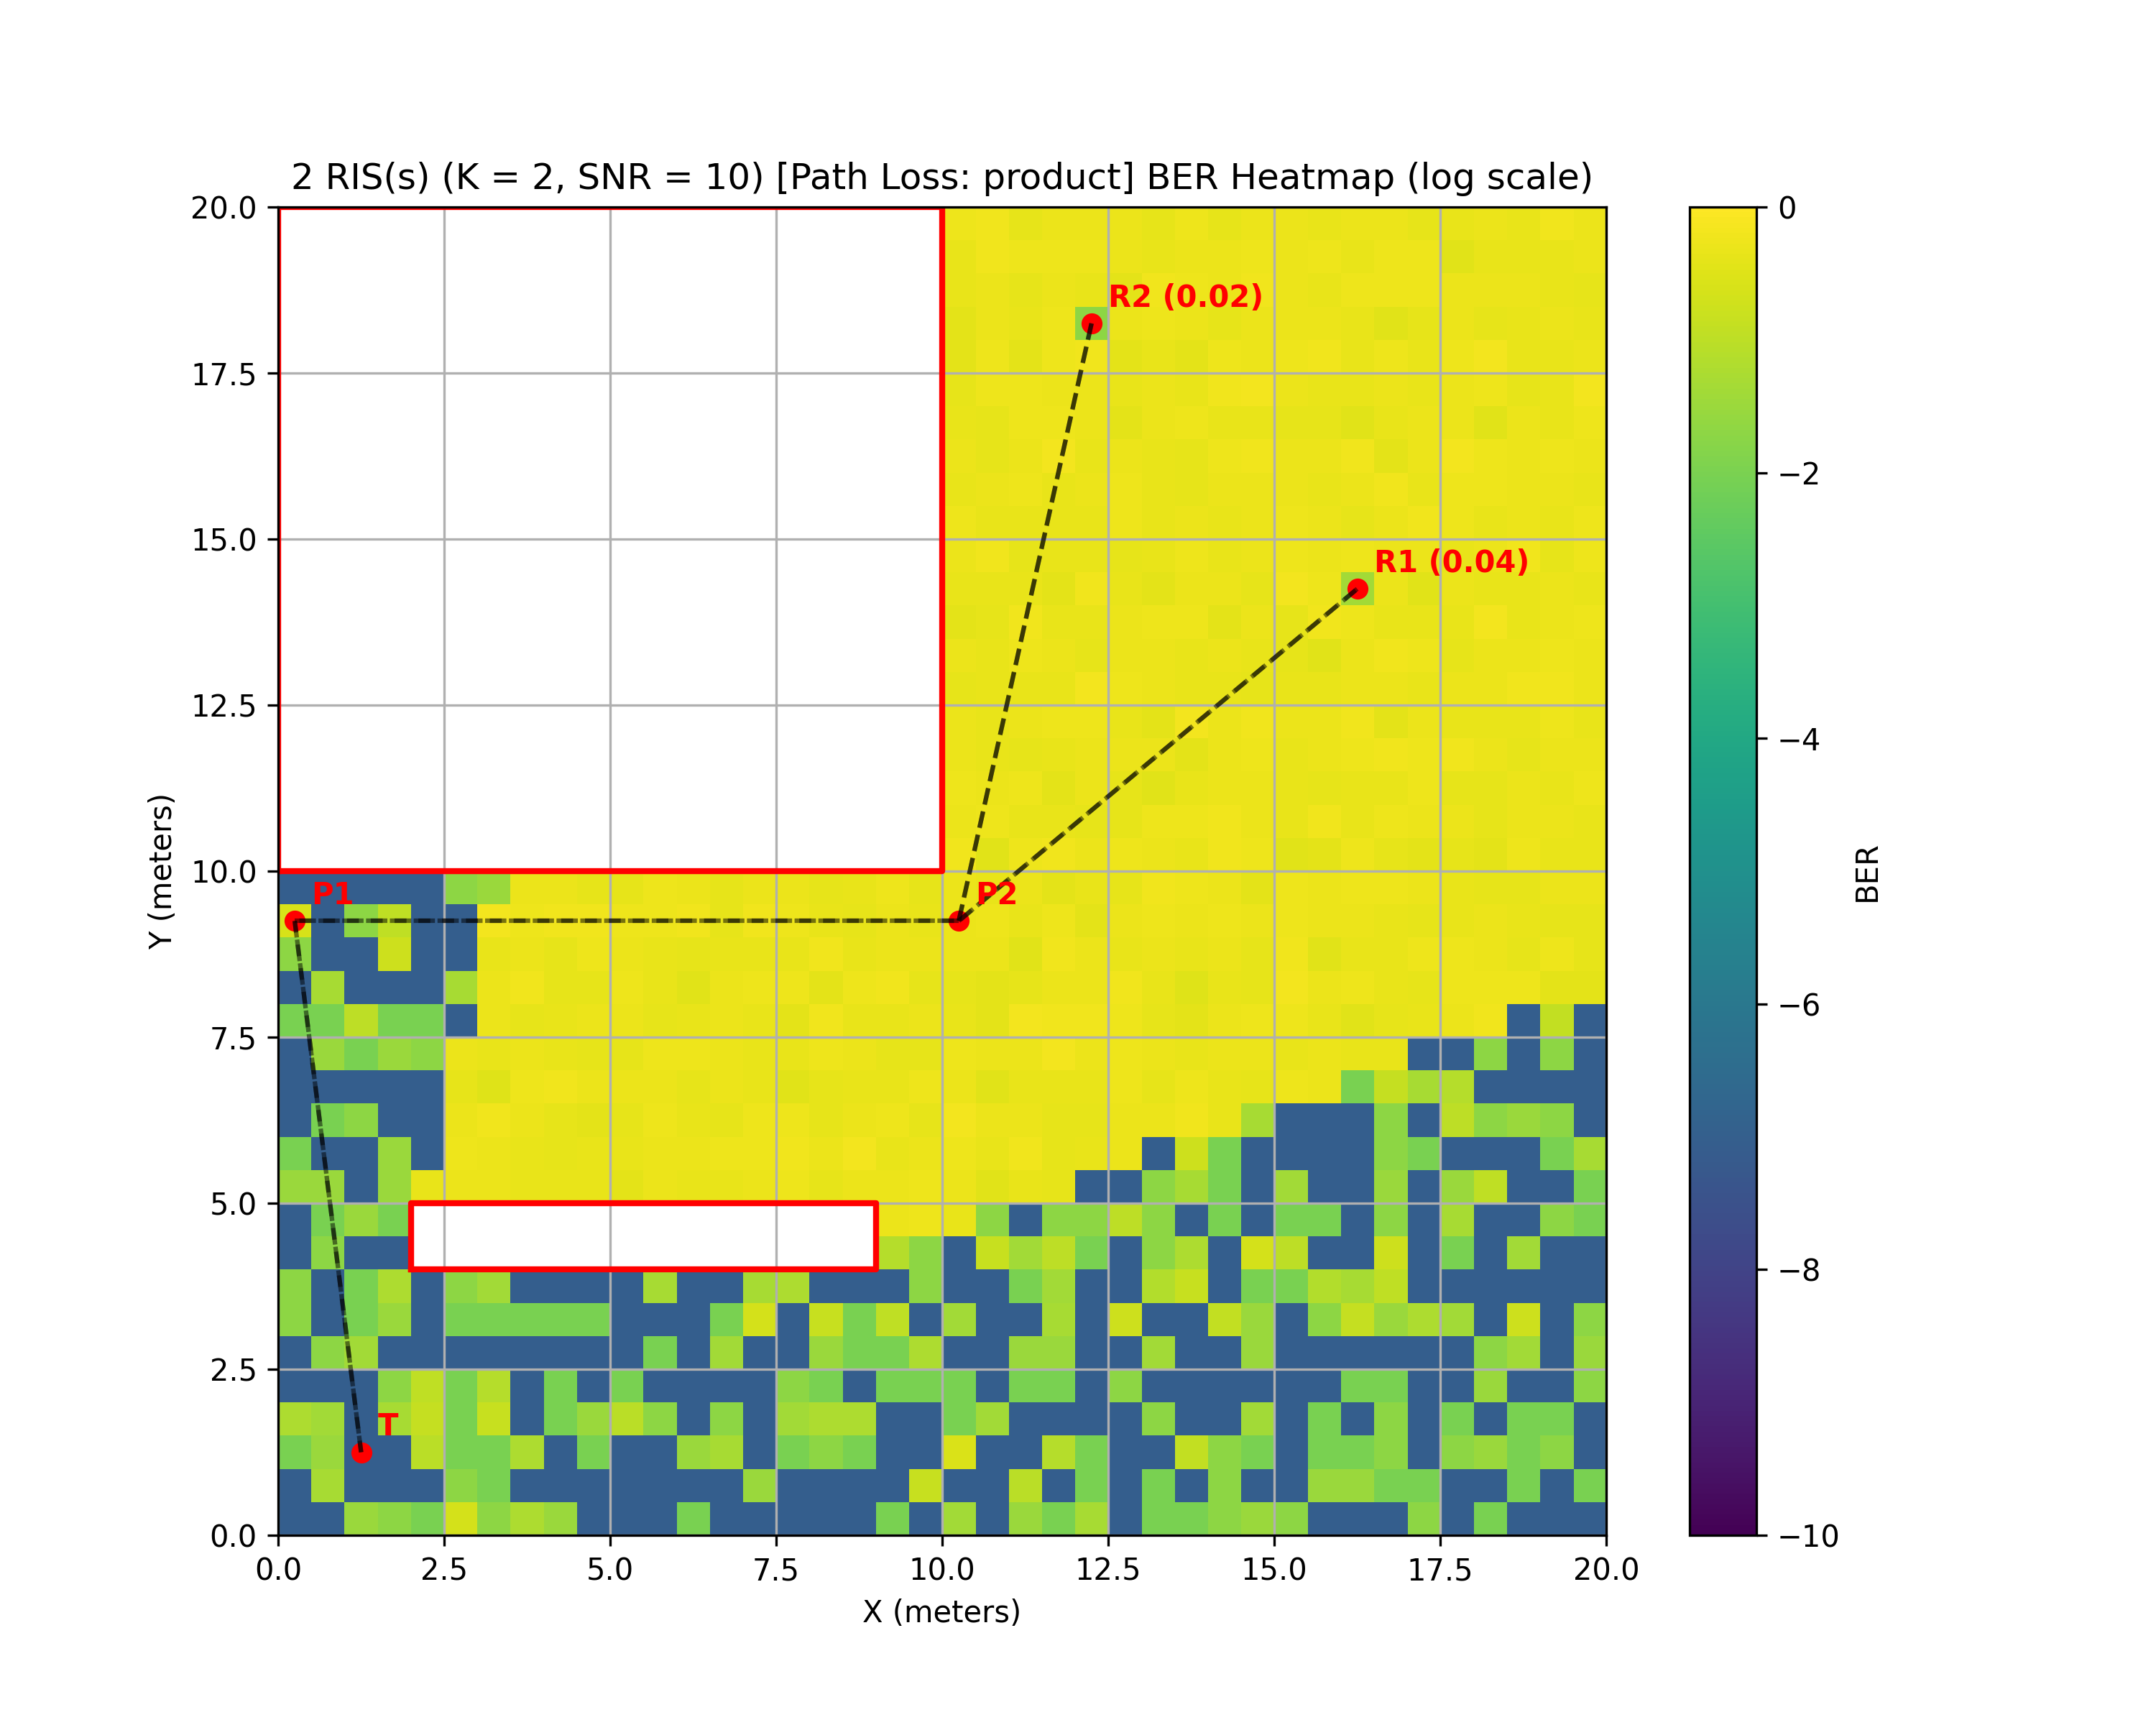 2 RIS(s) (K = 2, SNR = 10) [Path Loss: product] BER Heatmap (log scale)
20.0
17.5
15.0
12.5
10.0
7.5
5.0
2.5
0.0
Y (meters)
R2 (0.02)
R1 (0.04)
P1
P2
T
0.0
2.5
5.0
7.5
10.0
12.5
15.0
17.5
20.0
X (meters)
0
−2
−4
−6
−8
−10
BER